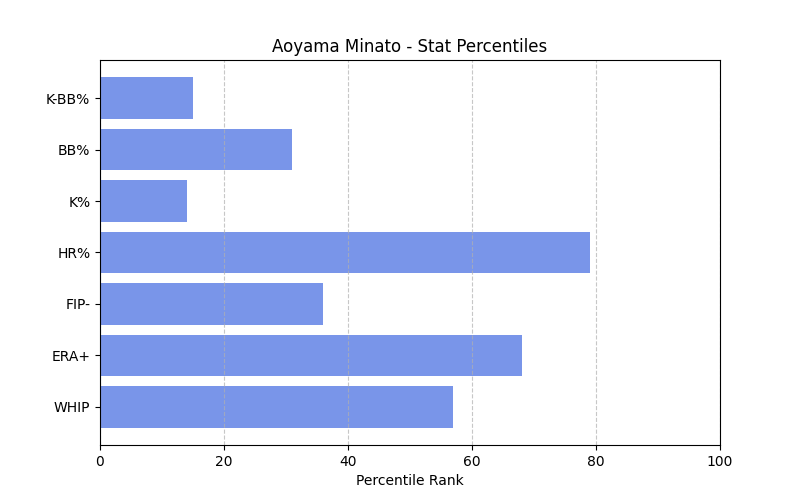 Aoyama Minato - Stat Percentiles
K-BB%
BB%
K%
HR%
FIP-
ERA+
WHIP
0 20 40 60 80 100
Percentile Rank